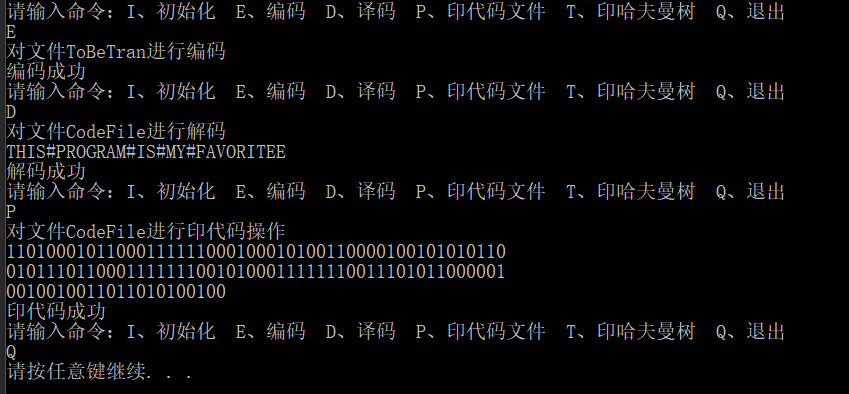 请输入命令：I、初始化  E、编码  D、译码  P、印代码文件  T、印哈夫曼树  Q、退出
E
对文件ToBeTran进行编码
编码成功
请输入命令：I、初始化  E、编码  D、译码  P、印代码文件  T、印哈夫曼树  Q、退出
D
对文件CodeFile进行解码
THIS#PROGRAM#IS#MY#FAVORITEE
解码成功
请输入命令：I、初始化  E、编码  D、译码  P、印代码文件  T、印哈夫曼树  Q、退出
P
对文件CodeFile进行印代码操作
11010001011000111111000100010100110000100101010110
01011101100011111110010100011111110011101011000001
0010010011011010100100
印代码成功
请输入命令：I、初始化  E、编码  D、译码  P、印代码文件  T、印哈夫曼树  Q、退出
Q
请按任意键继续. . .